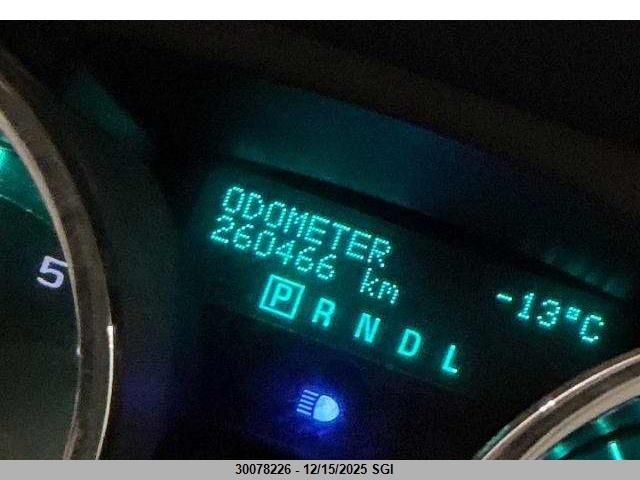 ODOMETER
260466 km
-13°C
P R N D L
5
30078226 - 12/15/2025 SGI